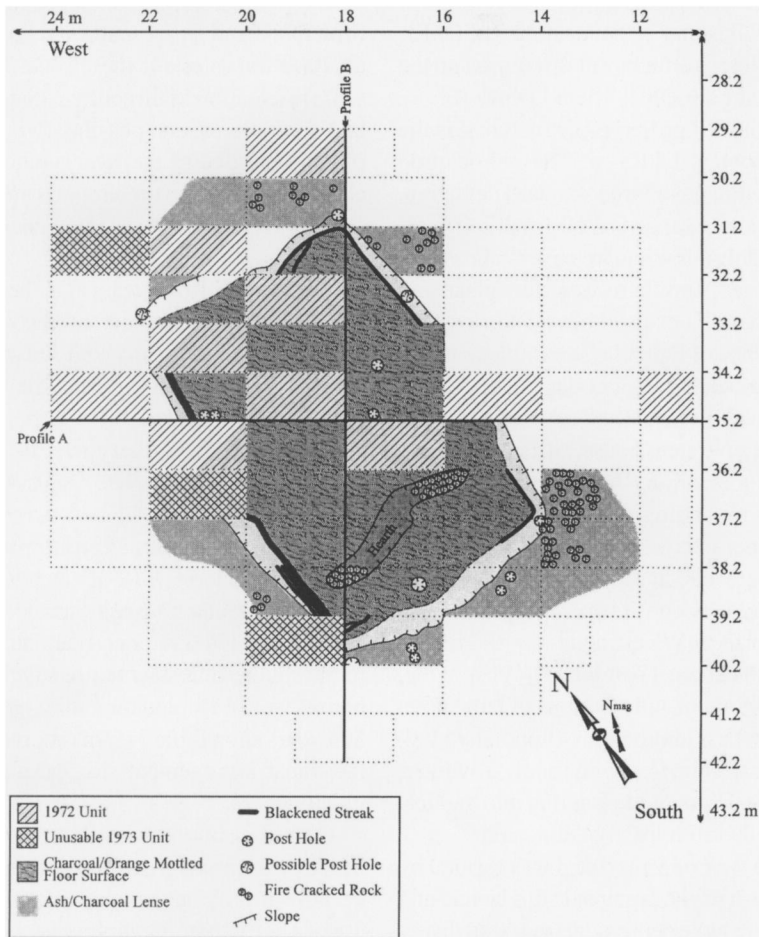 24 m 22 20 18 16 14 12
West
Profile B
28.2
29.2
30.2
31.2
32.2
33.2
34.2
35.2
Profile A
36.2
37.2
Hearth
38.2
39.2
40.2
N
Nmag
41.2
42.2
South
43.2 m
1972 Unit
Unusable 1973 Unit
Charcoal/Orange Mottled
Floor Surface
Ash/Charcoal Lense
Blackened Streak
Post Hole
Possible Post Hole
Fire Cracked Rock
Slope